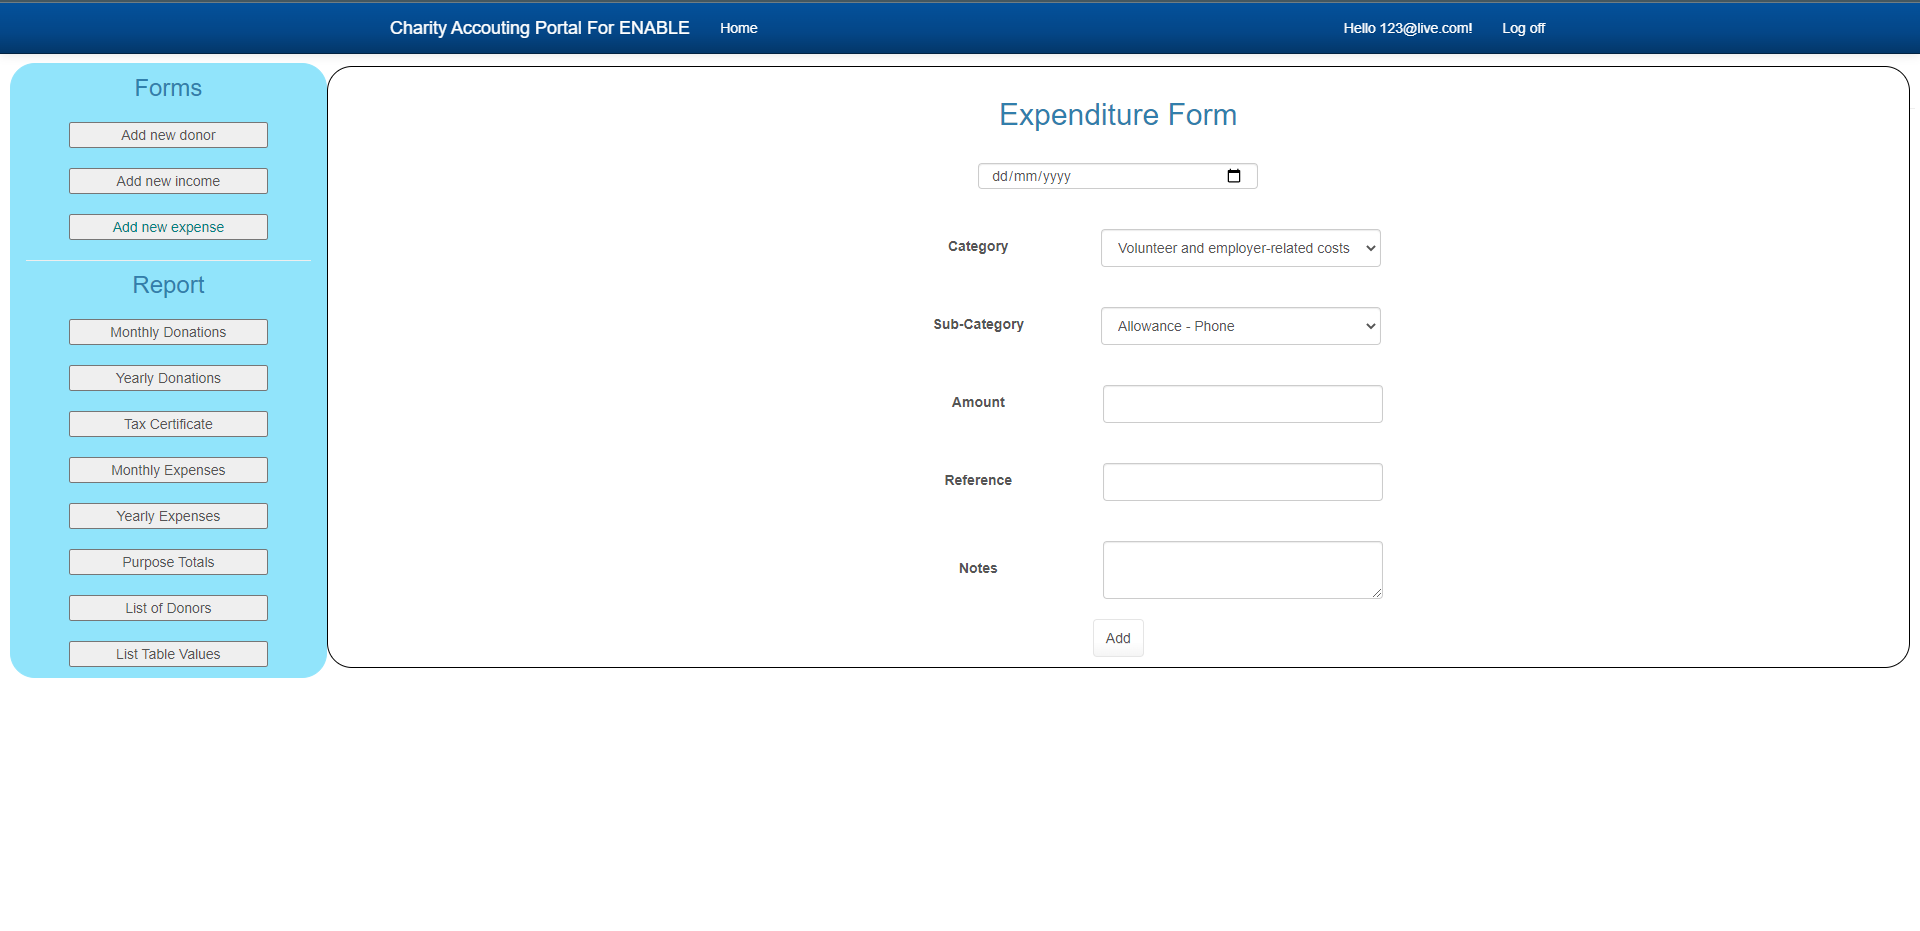 Charity Accouting Portal For ENABLE Home Hello 123@live.com! Log off
Forms
Add new donor
Add new income
Add new expense
Report
Monthly Donations
Yearly Donations
Tax Certificate
Monthly Expenses
Yearly Expenses
Purpose Totals
List of Donors
List Table Values
Expenditure Form
dd/mm/yyyy
Category Volunteer and employer-related costs
Sub-Category Allowance - Phone
Amount
Reference
Notes
Add